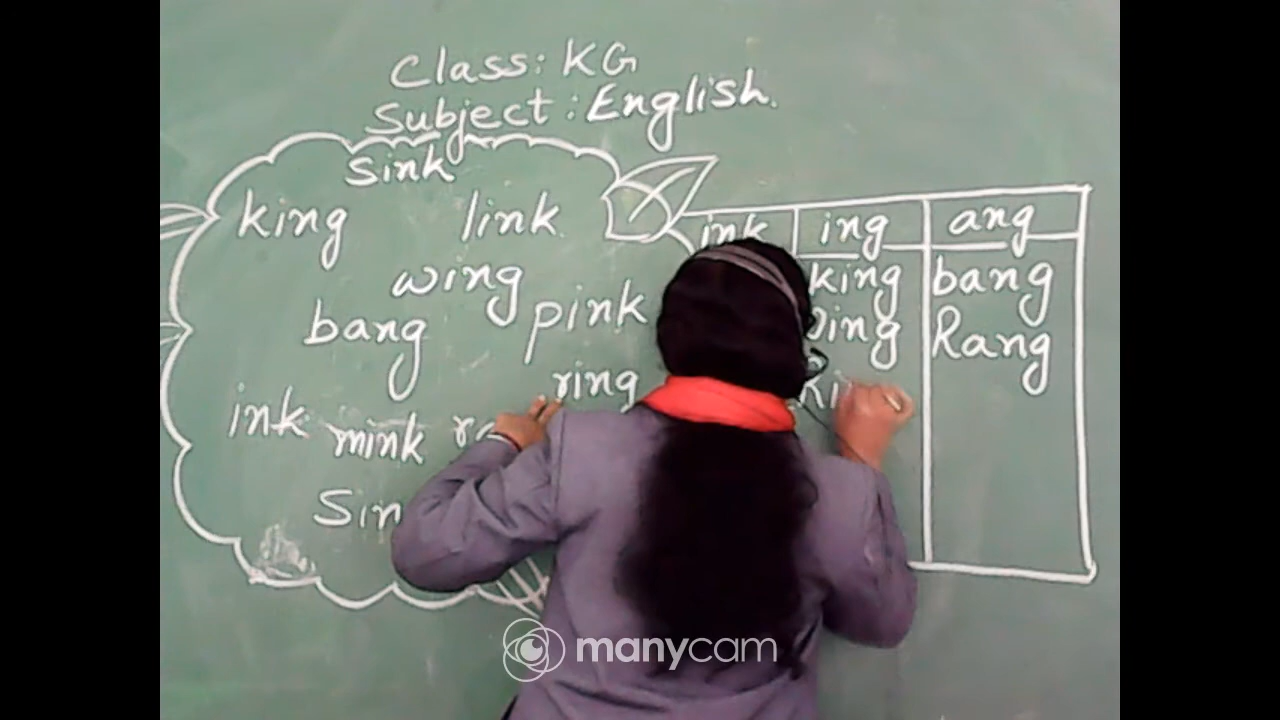 Class: KG
Subject: English.
Sink
king link
wing
bang pink
ring
ink mink
ink ing ang
king bang
Rang
manycam